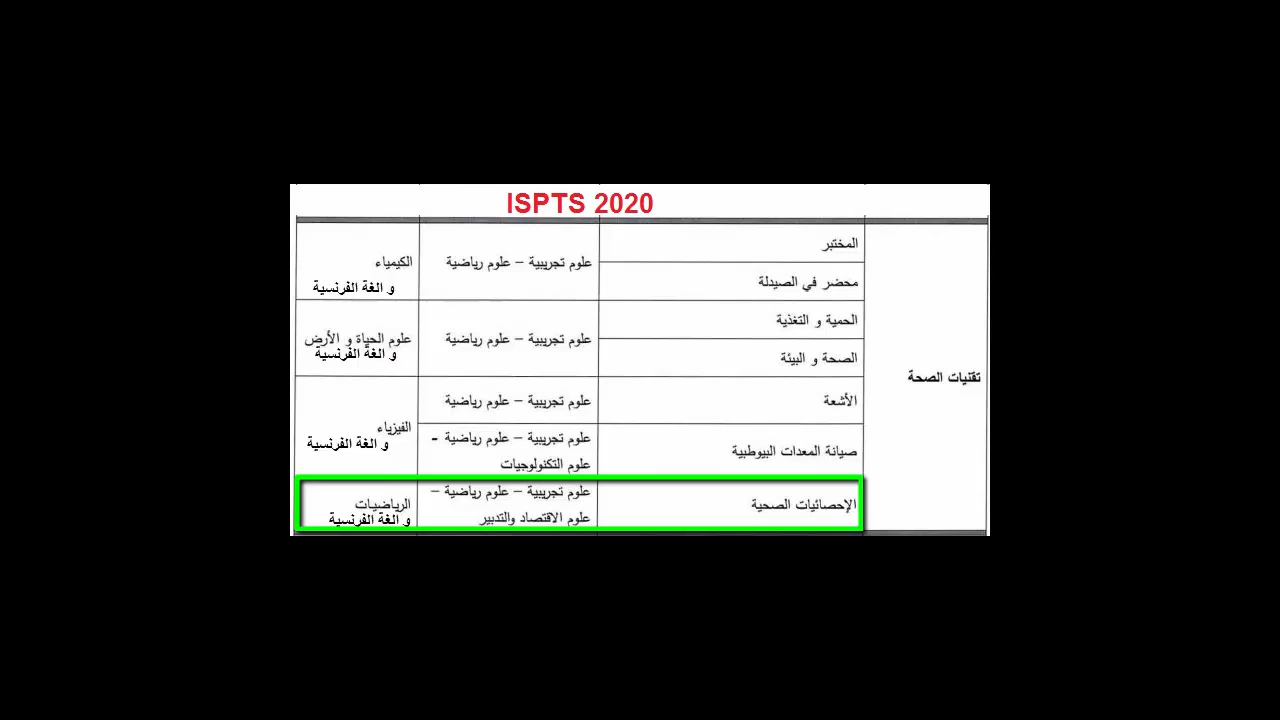 ISPTS 2020
تقنيات الصحة
المختبر
علوم تجريبية – علوم رياضية
الكيمياء
و الغة الفرنسية
محضر في الصيدلة
الحمية و التغذية
علوم تجريبية – علوم رياضية
علوم الحياة و الأرض
و الغة الفرنسية
الصحة و البيئة
الأشعة
علوم تجريبية – علوم رياضية
الفيزياء
و الغة الفرنسية
صيانة المعدات البيوطبية
علوم تجريبية – علوم رياضية -
علوم التكنولوجيات
الإحصائيات الصحية
علوم تجريبية – علوم رياضية –
علوم الاقتصاد والتدبير
الرياضيات
و الغة الفرنسية